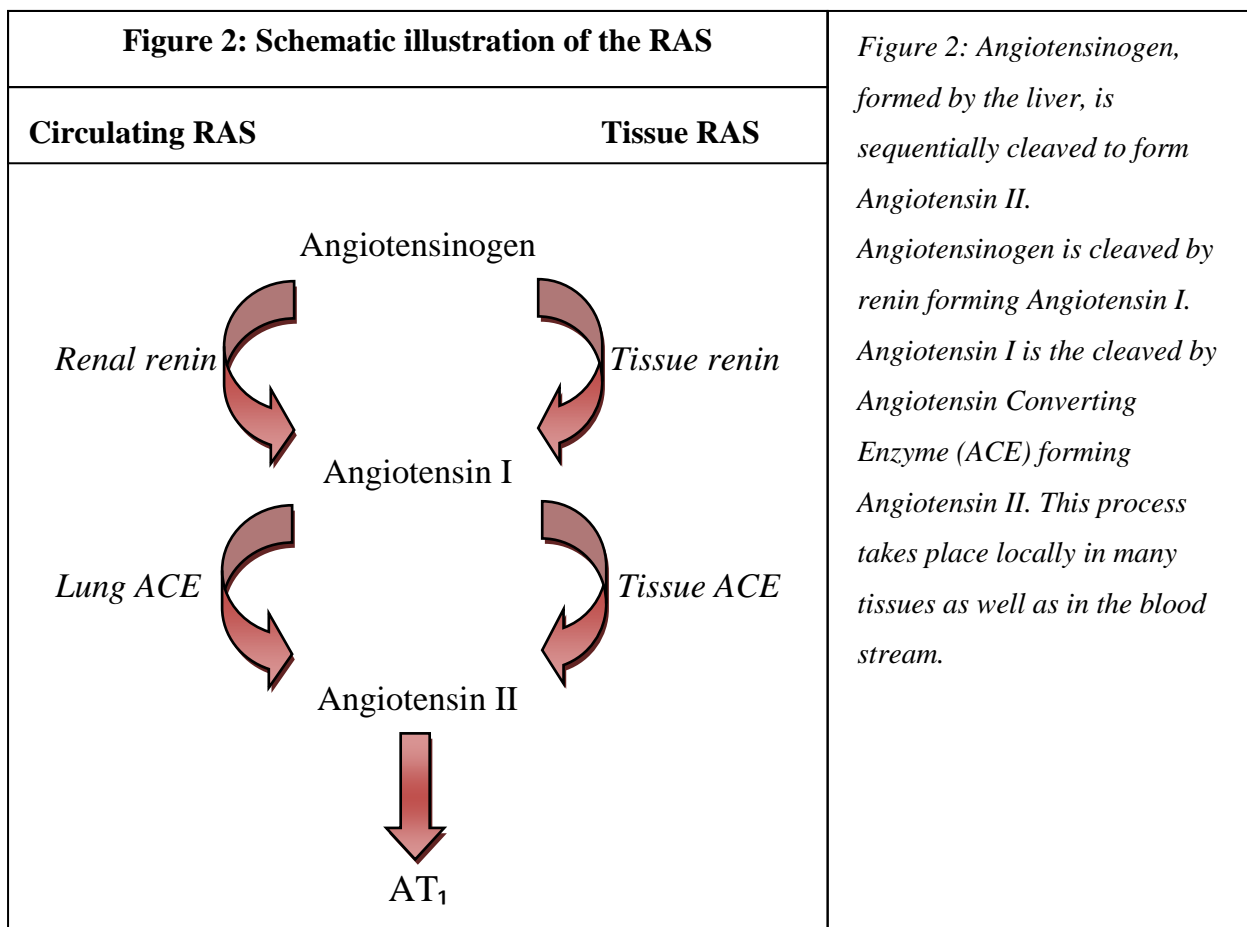 Figure 2: Schematic illustration of the RAS
Circulating RAS Tissue RAS
Angiotensinogen
Renal renin Tissue renin
Angiotensin I
Lung ACE Tissue ACE
Angiotensin II
AT₁
Figure 2: Angiotensinogen,
formed by the liver, is
sequentially cleaved to form
Angiotensin II.
Angiotensinogen is cleaved by
renin forming Angiotensin I.
Angiotensin I is the cleaved by
Angiotensin Converting
Enzyme (ACE) forming
Angiotensin II. This process
takes place locally in many
tissues as well as in the blood
stream.